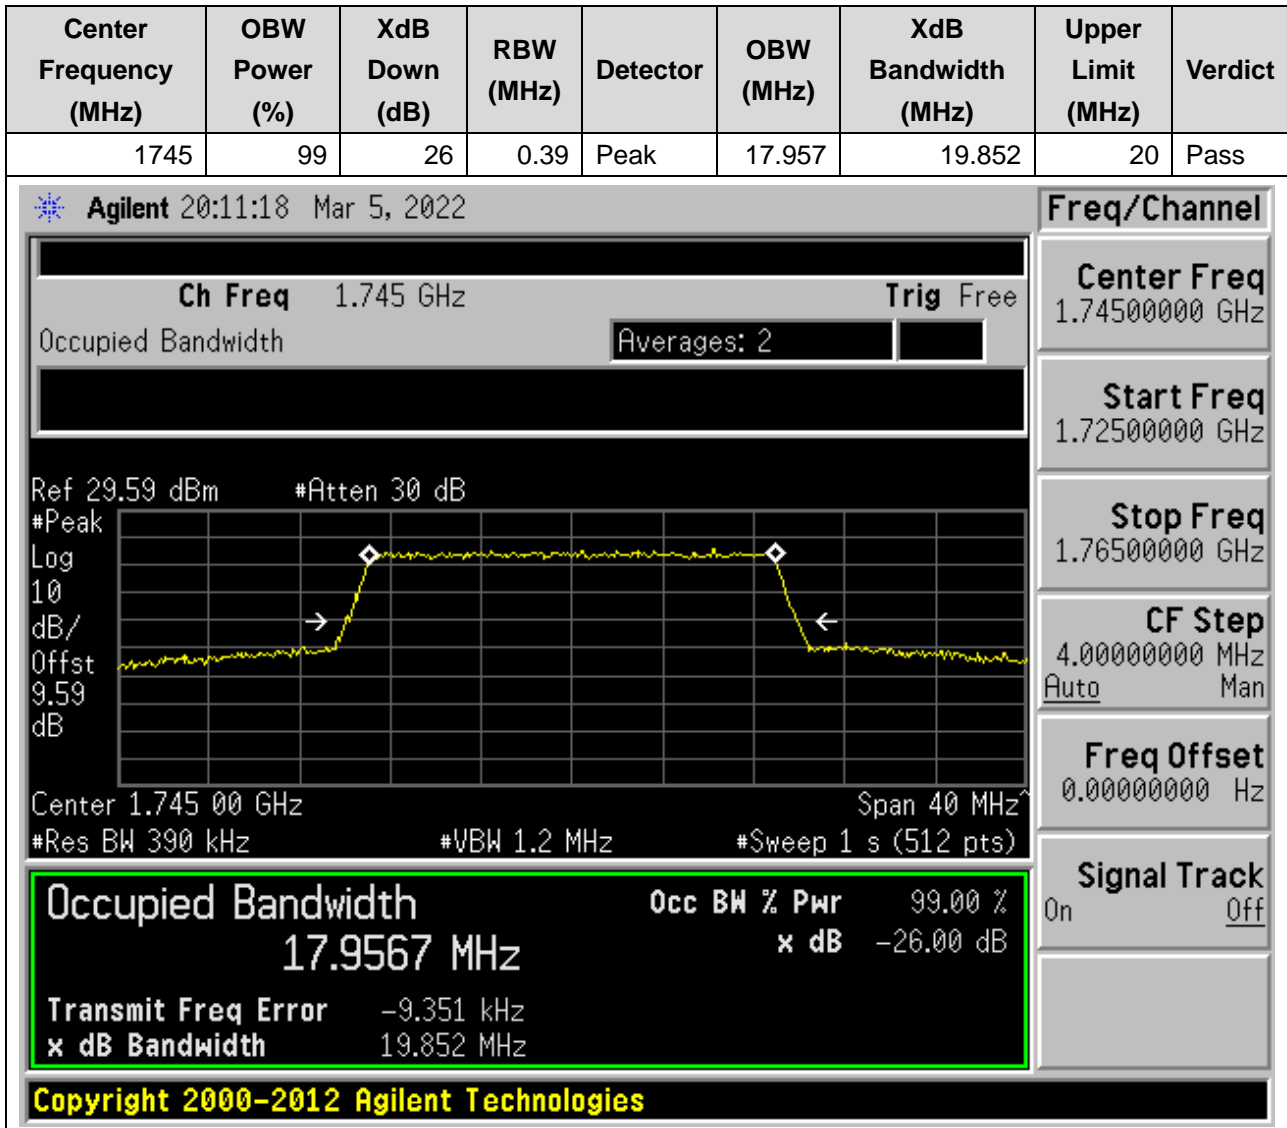 Center Frequency (MHz) OBW Power (%) XdB Down (dB) RBW (MHz) Detector OBW (MHz) XdB Bandwidth (MHz) Upper Limit (MHz) Verdict
1745 99 26 0.39 Peak 17.957 19.852 20 Pass
Agilent 20:11:18 Mar 5, 2022
Freq/Channel
Ch Freq 1.745 GHz Trig Free
Occupied Bandwidth Averages: 2
Center Freq
1.74500000 GHz
Start Freq
1.72500000 GHz
Stop Freq
1.76500000 GHz
CF Step
4.00000000 MHz
Auto Man
Freq Offset
0.00000000 Hz
Signal Track
On Off
Ref 29.59 dBm #Atten 30 dB
#Peak
Log
10
dB/
Offst
9.59
dB
Center 1.745 00 GHz Span 40 MHz^
#Res BW 390 kHz #VBW 1.2 MHz #Sweep 1 s (512 pts)
Occupied Bandwidth Occ BW % Pwr 99.00 %
17.9567 MHz x dB -26.00 dB
Transmit Freq Error -9.351 kHz
x dB Bandwidth 19.852 MHz
Copyright 2000-2012 Agilent Technologies